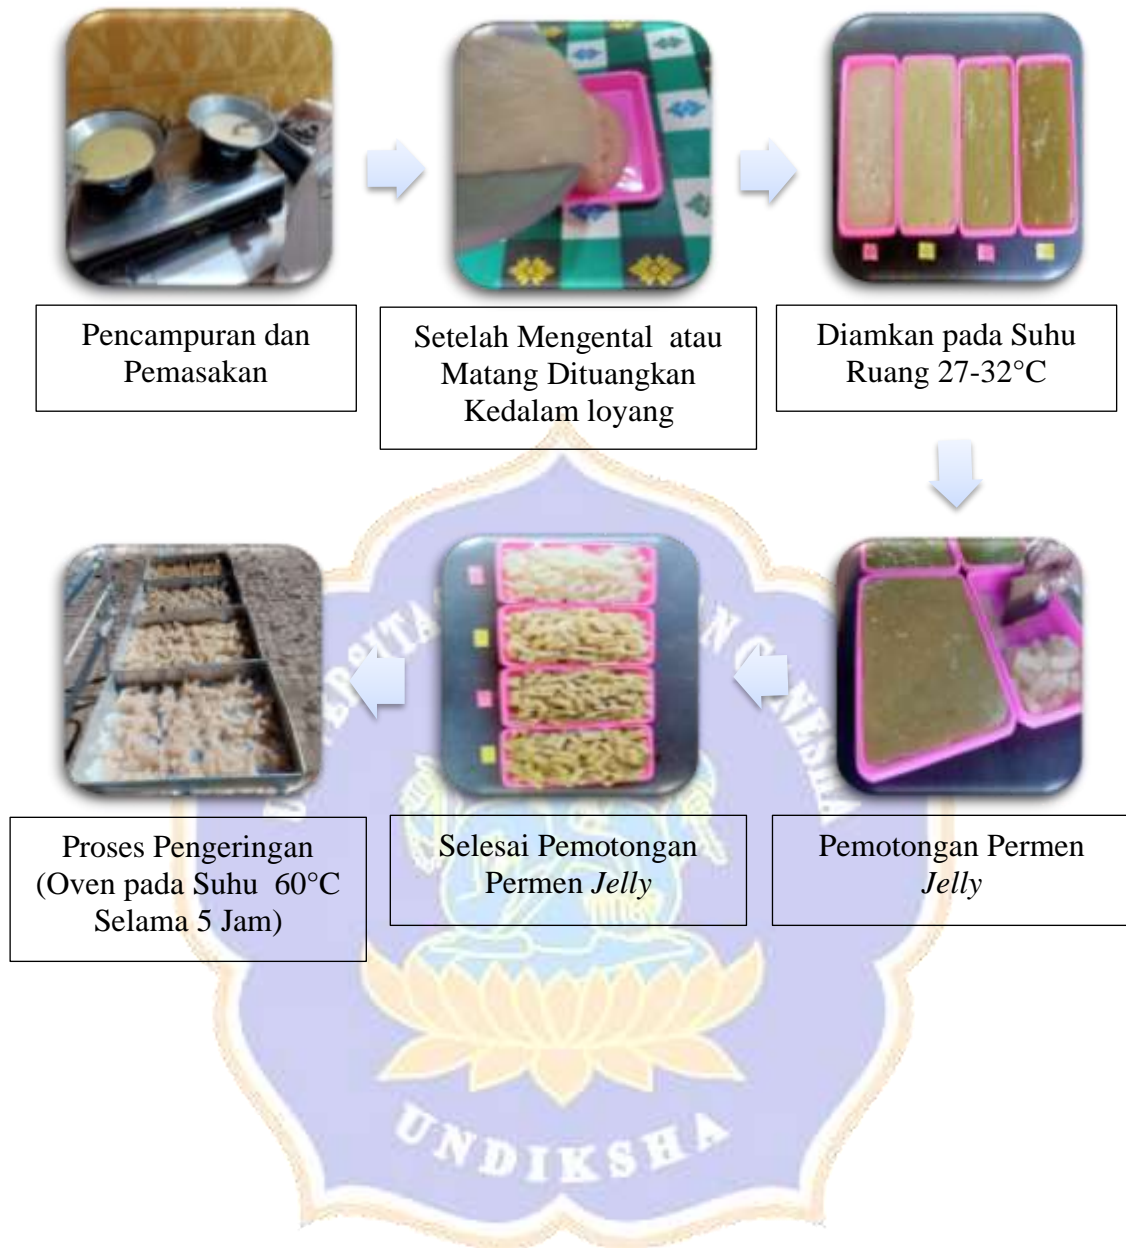 Pencampuran dan
Pemasakan
Setelah Mengental atau
Matang Dituangkan
Kedalam loyang
Diamkan pada Suhu
Ruang 27-32°C
Pemotongan Permen
Jelly
Selesai Pemotongan
Permen Jelly
Proses Pengeringan
(Oven pada Suhu 60°C
Selama 5 Jam)
UNDIKSHA